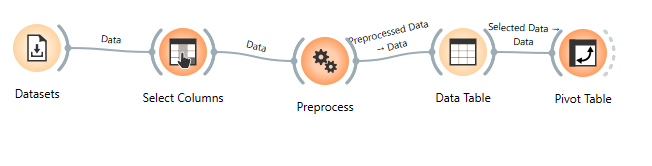 Data
Data
Preprocessed Data
→ Data
Selected Data →
Data
Datasets
Select Columns
Preprocess
Data Table
Pivot Table